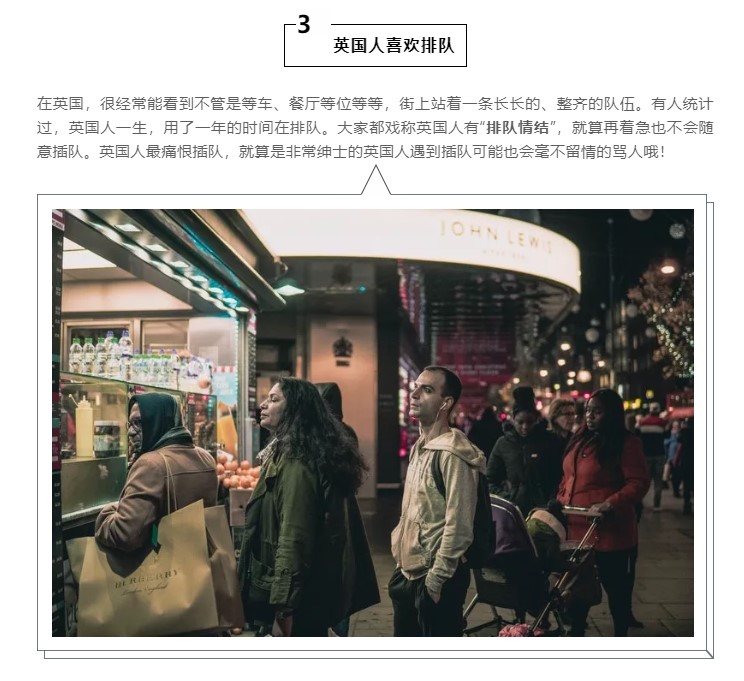 3
英国人喜欢排队
在英国，很经常能看到不管是等车、餐厅等位等等，街上站着一条长长的、整齐的队伍。有人统计
过，英国人一生，用了一年的时间在排队。大家都戏称英国人有“排队情结”，就算再着急也不会随
意插队。英国人最痛恨插队，就算是非常绅士的英国人遇到插队可能也会毫不留情的骂人哦！
JOHN LEWIS